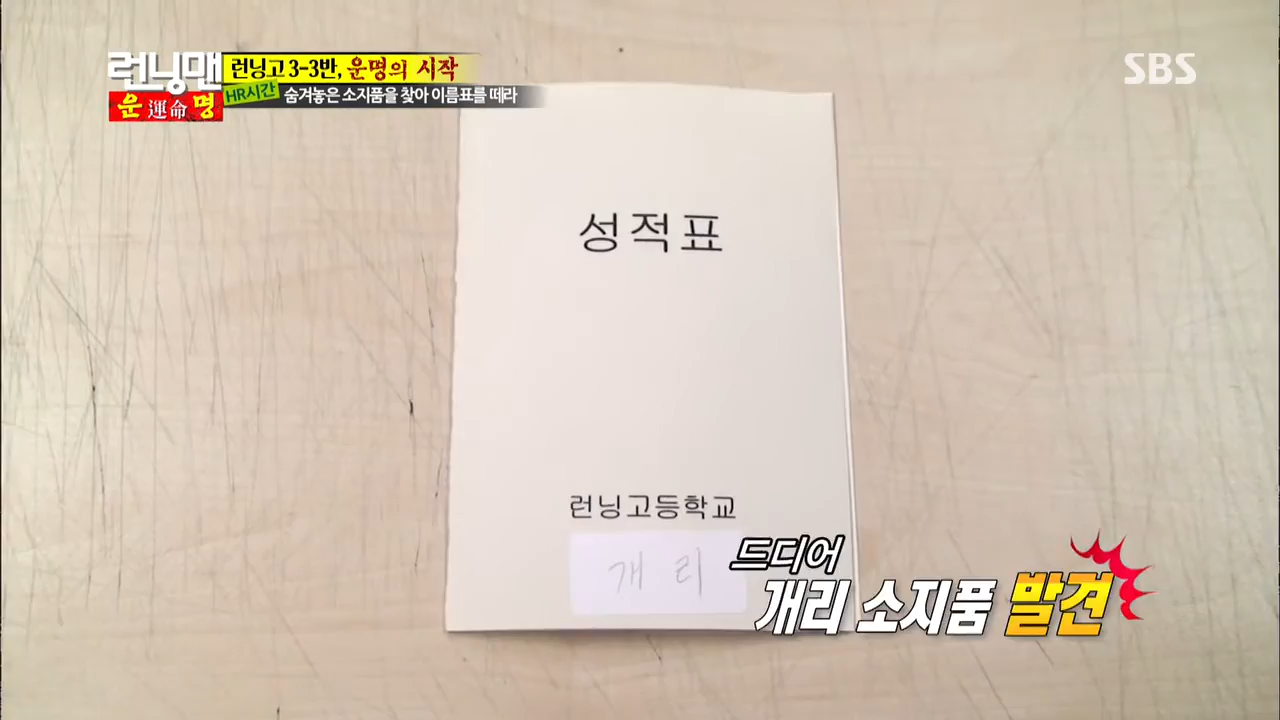 런닝맨
운 運命 명
런닝고 3-3반, 운명의 시작
HR시간 숨겨놓은 소지품을 찾아 이름표를 떼라
SBS
성적표
런닝고등학교
개 리
드디어
개리 소지품 발견